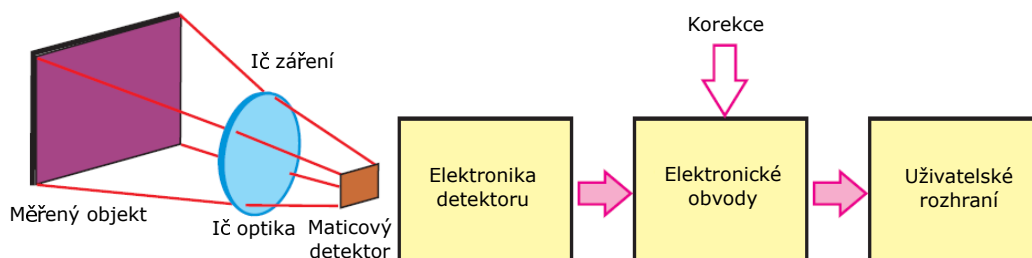 Korekce
Ič záření
Elektronika
detektoru
Elektronické
obvody
Uživatelské
rozhraní
Měřený objekt
Ič optika
Maticový
detektor